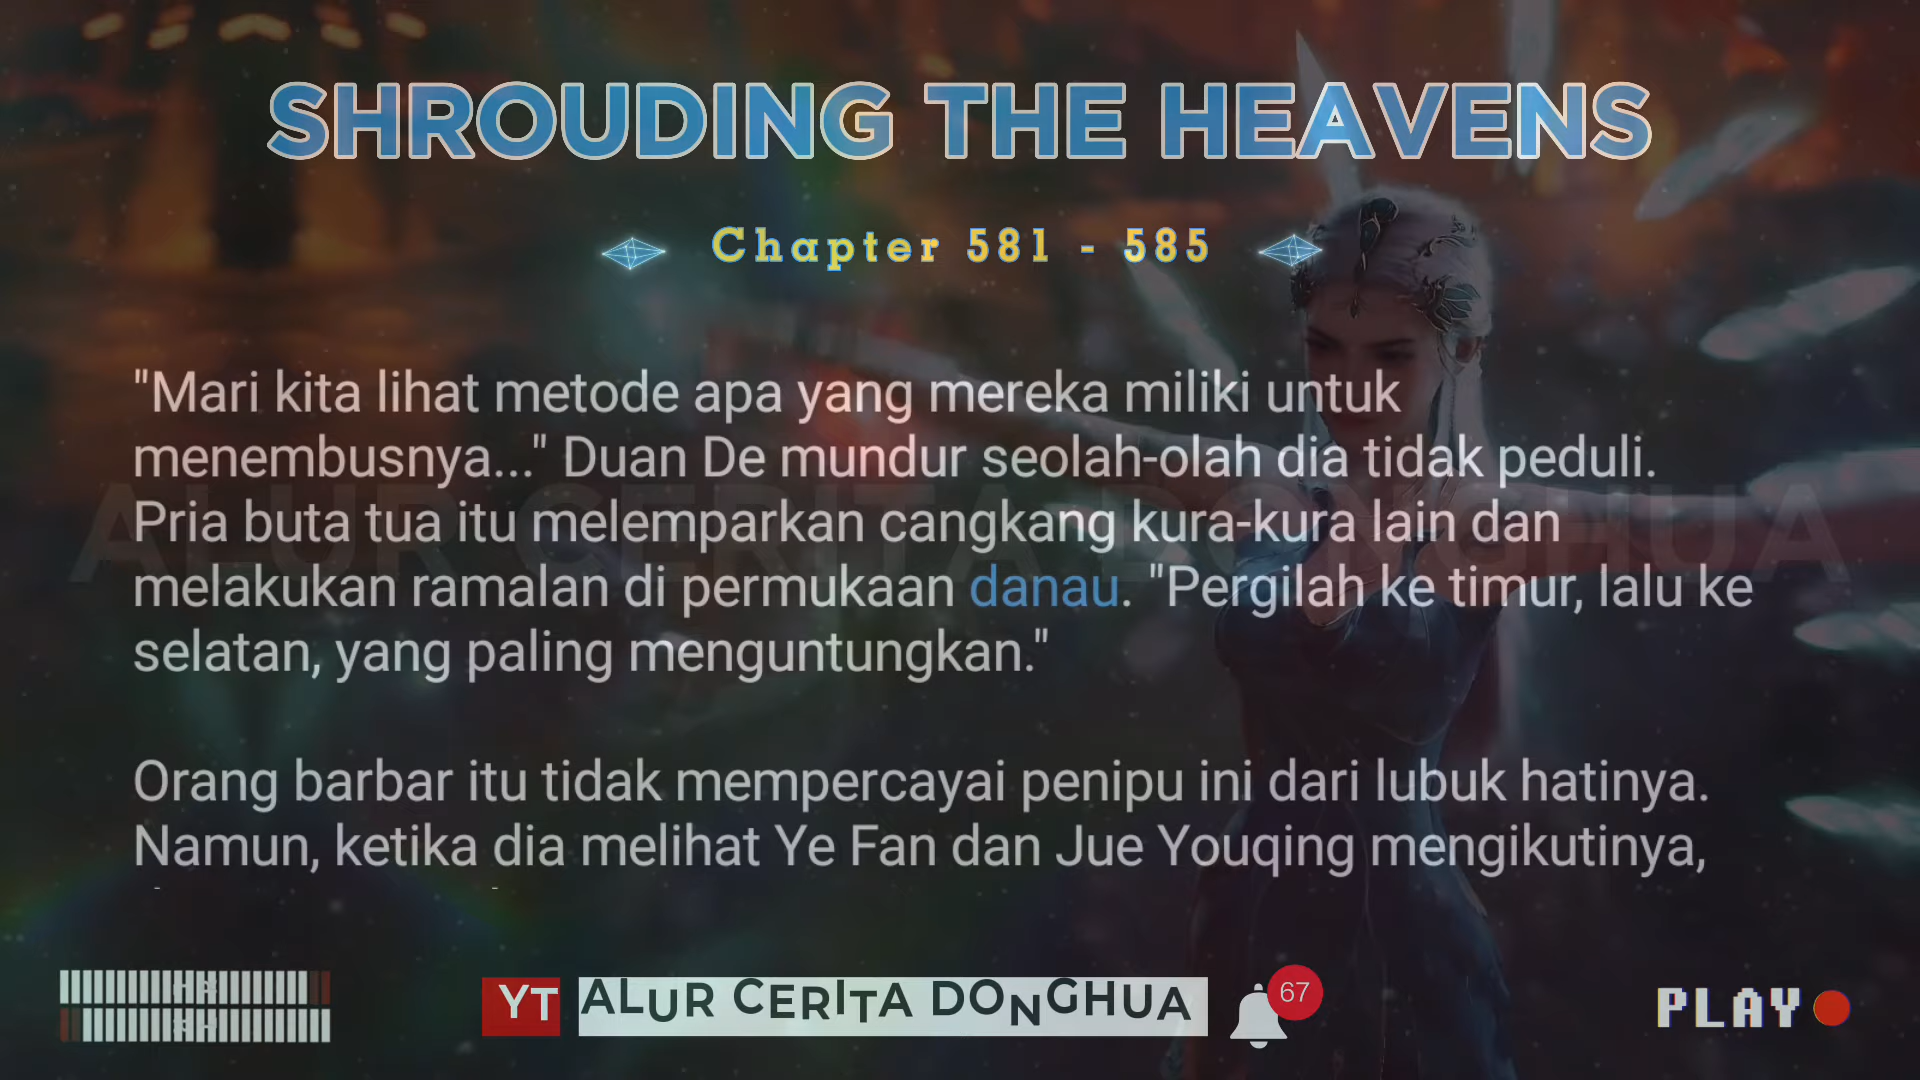 SHROUDING THE HEAVENS
Chapter 581 - 585
"Mari kita lihat metode apa yang mereka miliki untuk
menembusnya..." Duan De mundur seolah-olah dia tidak peduli.
Pria buta tua itu melemparkan cangkang kura-kura lain dan
ALUR CERITA DONGHUA
melakukan ramalan di permukaan danau. "Pergilah ke timur, lalu ke
selatan, yang paling menguntungkan."
Orang barbar itu tidak mempercayai penipu ini dari lubuk hatinya.
Namun, ketika dia melihat Ye Fan dan Jue Youqing mengikutinya,
YT ALUR CERITA DONGHUA 67
PLAY